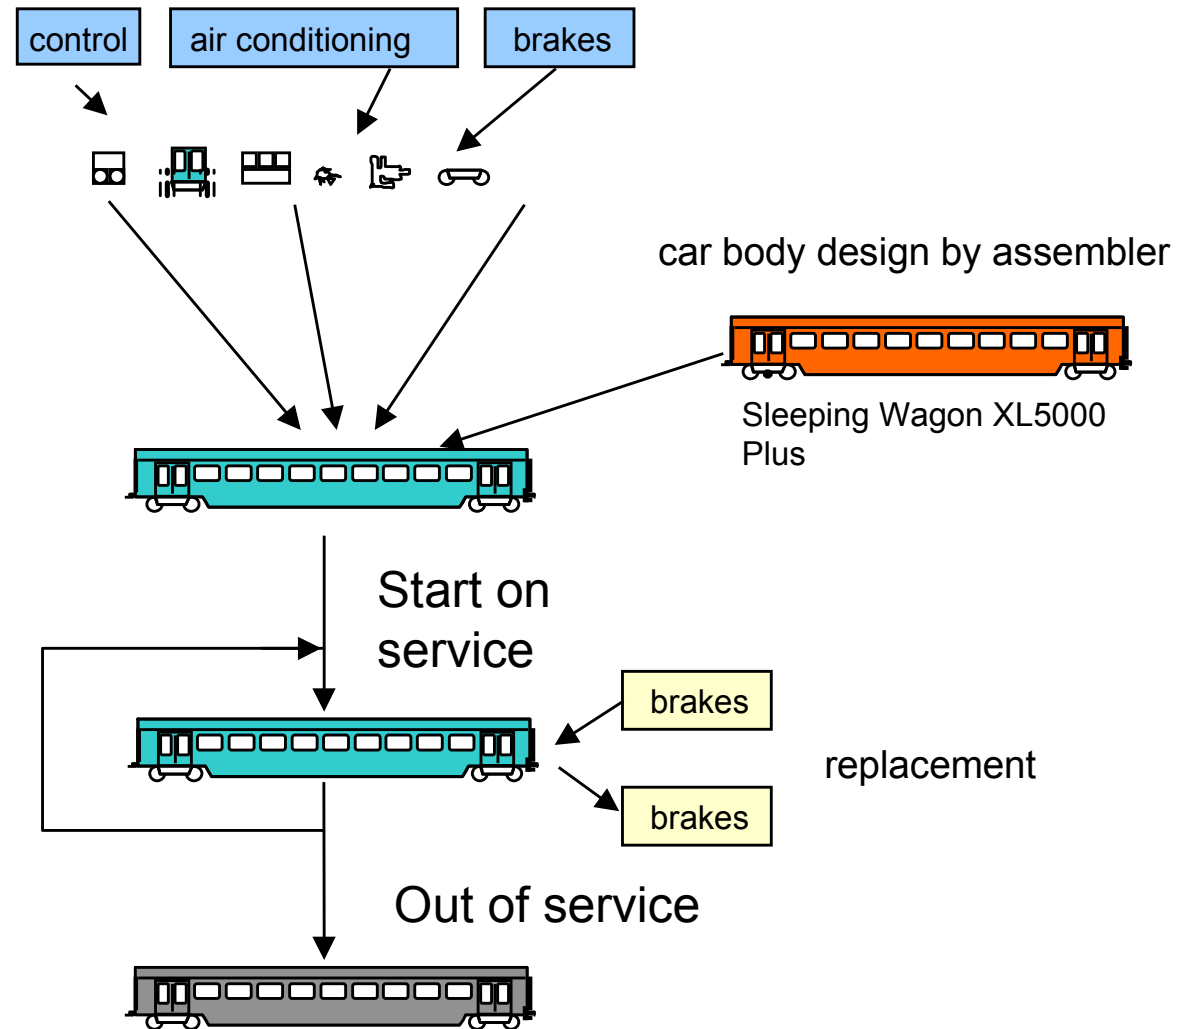 control
air conditioning
brakes
car body design by assembler
Sleeping Wagon XL5000
Plus
Start on
service
brakes
replacement
brakes
Out of service